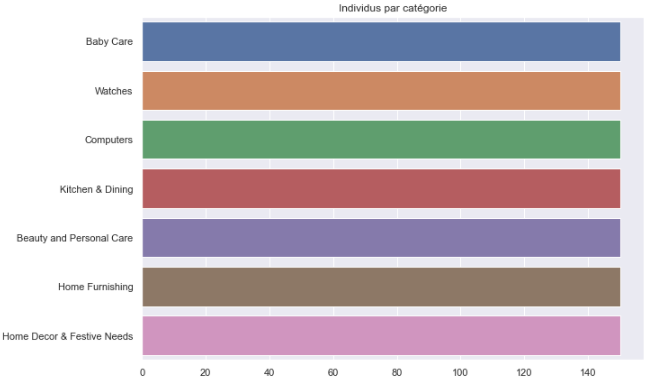 Individus par catégorie
Baby Care
Watches
Computers
Kitchen & Dining
Beauty and Personal Care
Home Furnishing
Home Decor & Festive Needs
0 20 40 60 80 100 120 140